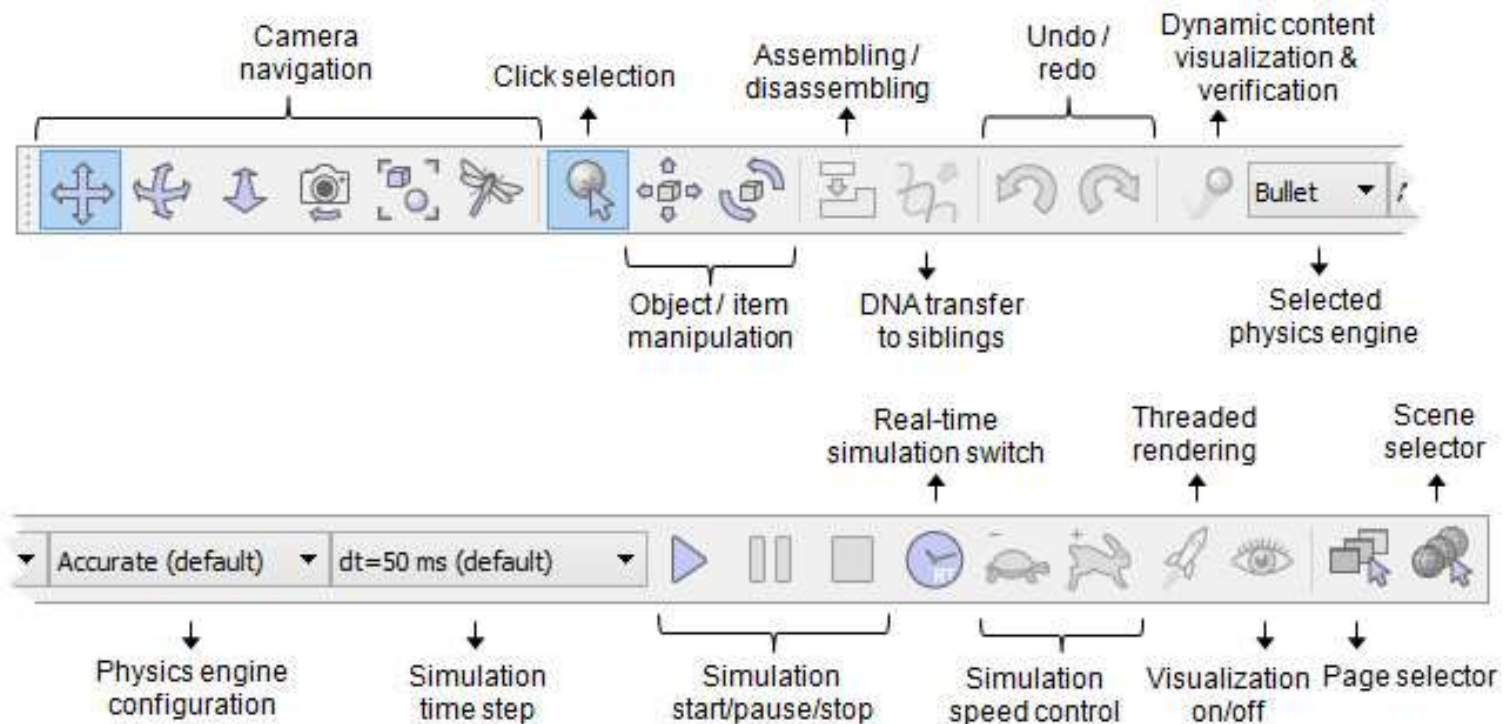 Camera
navigation
Click selection
Assembling /
disassembling
Undo /
redo
Dynamic content
visualization &
verification
Bullet
Object / item
manipulation
DNA transfer
to siblings
Selected
physics engine
Real-time
simulation switch
Threaded
rendering
Scene
selector
Accurate (default)
dt=50 ms (default)
RT
-
+
Physics engine
configuration
Simulation
time step
Simulation
start/pause/stop
Simulation
speed control
Visualization
on/off
Page selector